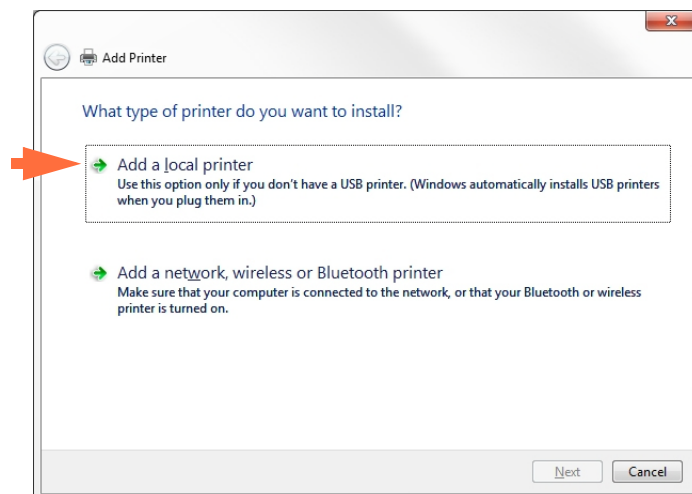 Add Printer
What type of printer do you want to install?
Add a local printer
Use this option only if you don't have a USB printer. (Windows automatically installs USB printers
when you plug them in.)
Add a network, wireless or Bluetooth printer
Make sure that your computer is connected to the network, or that your Bluetooth or wireless
printer is turned on.
Next Cancel